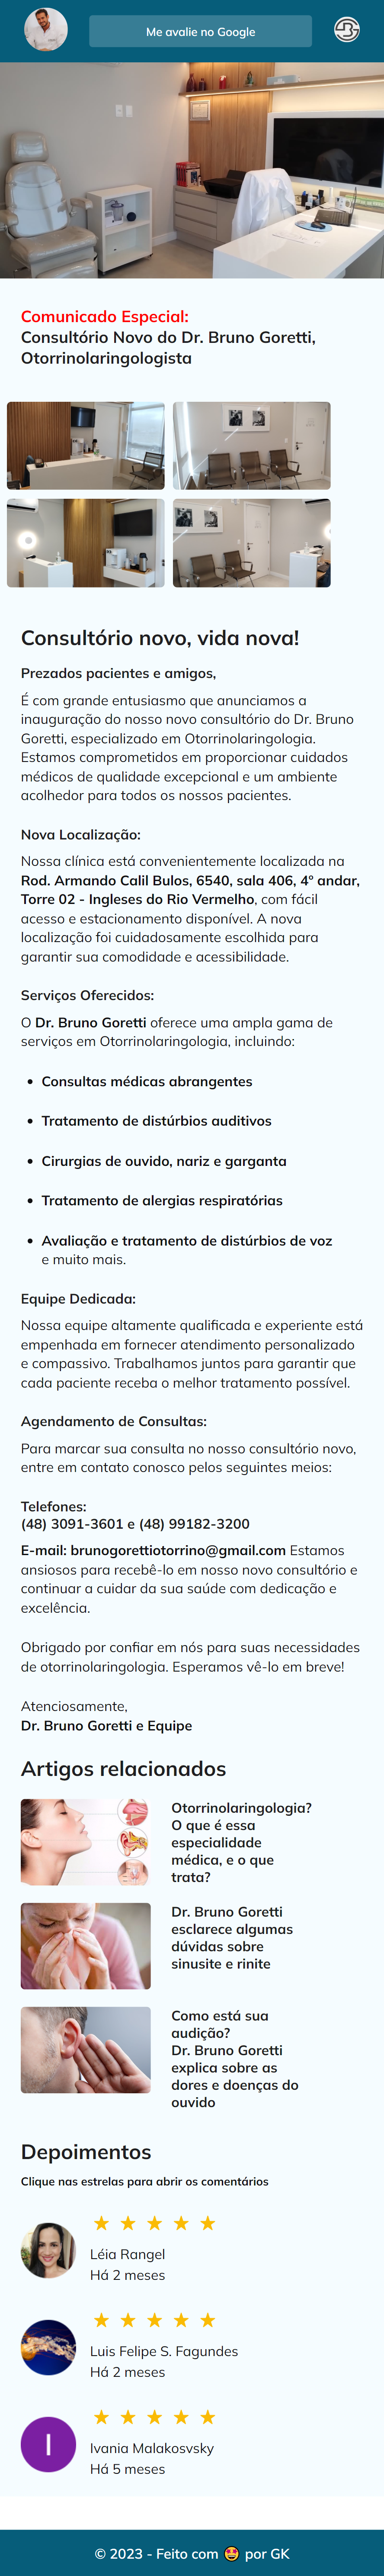 Me avalie no Google
Comunicado Especial:
Consultório Novo do Dr. Bruno Goretti,
Otorrinolaringologista
Consultório novo, vida nova!
Prezados pacientes e amigos,
É com grande entusiasmo que anunciamos a
inauguração do nosso novo consultório do Dr. Bruno
Goretti, especializado em Otorrinolaringologia.
Estamos comprometidos em proporcionar cuidados
médicos de qualidade excepcional e um ambiente
acolhedor para todos os nossos pacientes.
Nova Localização:
Nossa clínica está convenientemente localizada na
Rod. Armando Calil Bulos, 6540, sala 406, 4º andar,
Torre 02 - Ingleses do Rio Vermelho, com fácil
acesso e estacionamento disponível. A nova
localização foi cuidadosamente escolhida para
garantir sua comodidade e acessibilidade.
Serviços Oferecidos:
O Dr. Bruno Goretti oferece uma ampla gama de
serviços em Otorrinolaringologia, incluindo:
• Consultas médicas abrangentes
• Tratamento de distúrbios auditivos
• Cirurgias de ouvido, nariz e garganta
• Tratamento de alergias respiratórias
• Avaliação e tratamento de distúrbios de voz
e muito mais.
Equipe Dedicada:
Nossa equipe altamente qualificada e experiente está
empenhada em fornecer atendimento personalizado
e compassivo. Trabalhamos juntos para garantir que
cada paciente receba o melhor tratamento possível.
Agendamento de Consultas:
Para marcar sua consulta no nosso consultório novo,
entre em contato conosco pelos seguintes meios:
Telefones:
(48) 3091-3601 e (48) 99182-3200
E-mail: brunogorettiotorrino@gmail.com Estamos
ansiosos para recebê-lo em nosso novo consultório e
continuar a cuidar da sua saúde com dedicação e
excelência.
Obrigado por confiar em nós para suas necessidades
de otorrinolaringologia. Esperamos vê-lo em breve!
Atenciosamente,
Dr. Bruno Goretti e Equipe
Artigos relacionados
Otorrinolaringologia?
O que é essa
especialidade
médica, e o que
trata?
Dr. Bruno Goretti
esclarece algumas
dúvidas sobre
sinusite e rinite
Como está sua
audição?
Dr. Bruno Goretti
explica sobre as
dores e doenças do
ouvido
Depoimentos
Clique nas estrelas para abrir os comentários
Léia Rangel
Há 2 meses
Luis Felipe S. Fagundes
Há 2 meses
I
Ivania Malakosvsky
Há 5 meses
© 2023 - Feito com 🤩 por GK